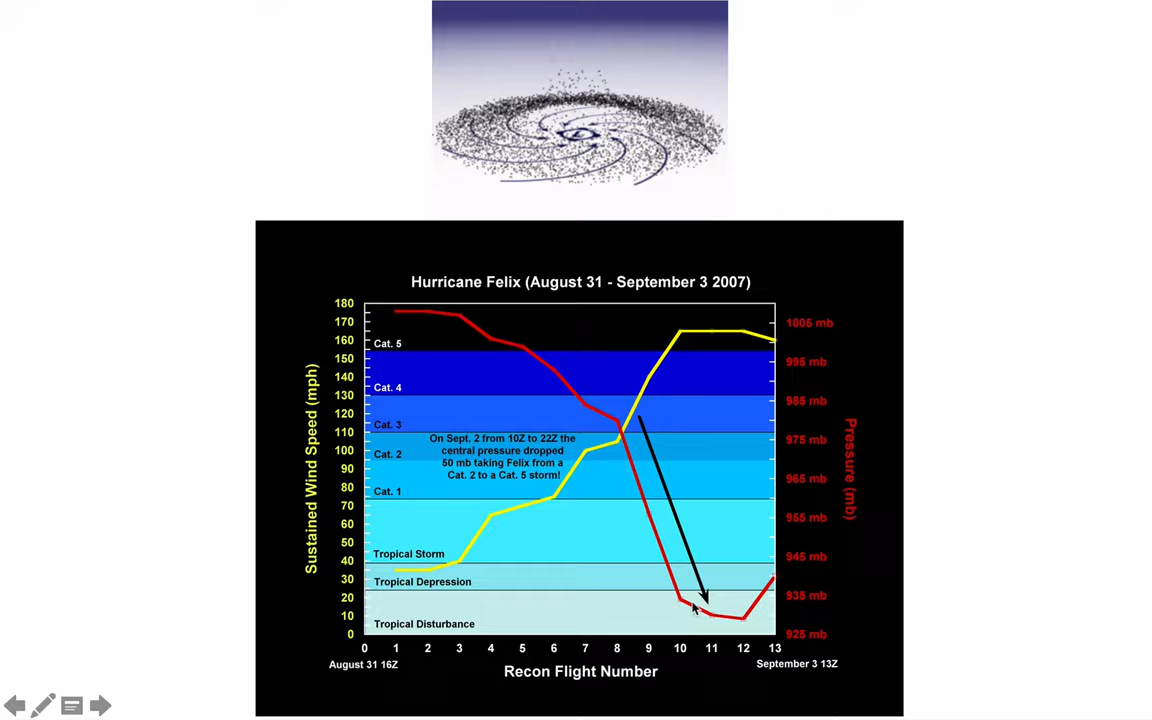 Hurricane Felix (August 31 - September 3 2007)
180
170
160
150
140
130
120
110
100
90
80
70
60
50
40
30
20
10
0
Sustained Wind Speed (mph)
Cat. 5
Cat. 4
Cat. 3
Cat. 2
Cat. 1
Tropical Storm
Tropical Depression
Tropical Disturbance
On Sept. 2 from 10Z to 22Z the
central pressure dropped
50 mb taking Felix from a
Cat. 2 to a Cat. 5 storm!
1005 mb
995 mb
985 mb
975 mb
965 mb
955 mb
945 mb
935 mb
925 mb
Pressure (mb)
0 1 2 3 4 5 6 7 8 9 10 11 12 13
August 31 16Z
September 3 13Z
Recon Flight Number